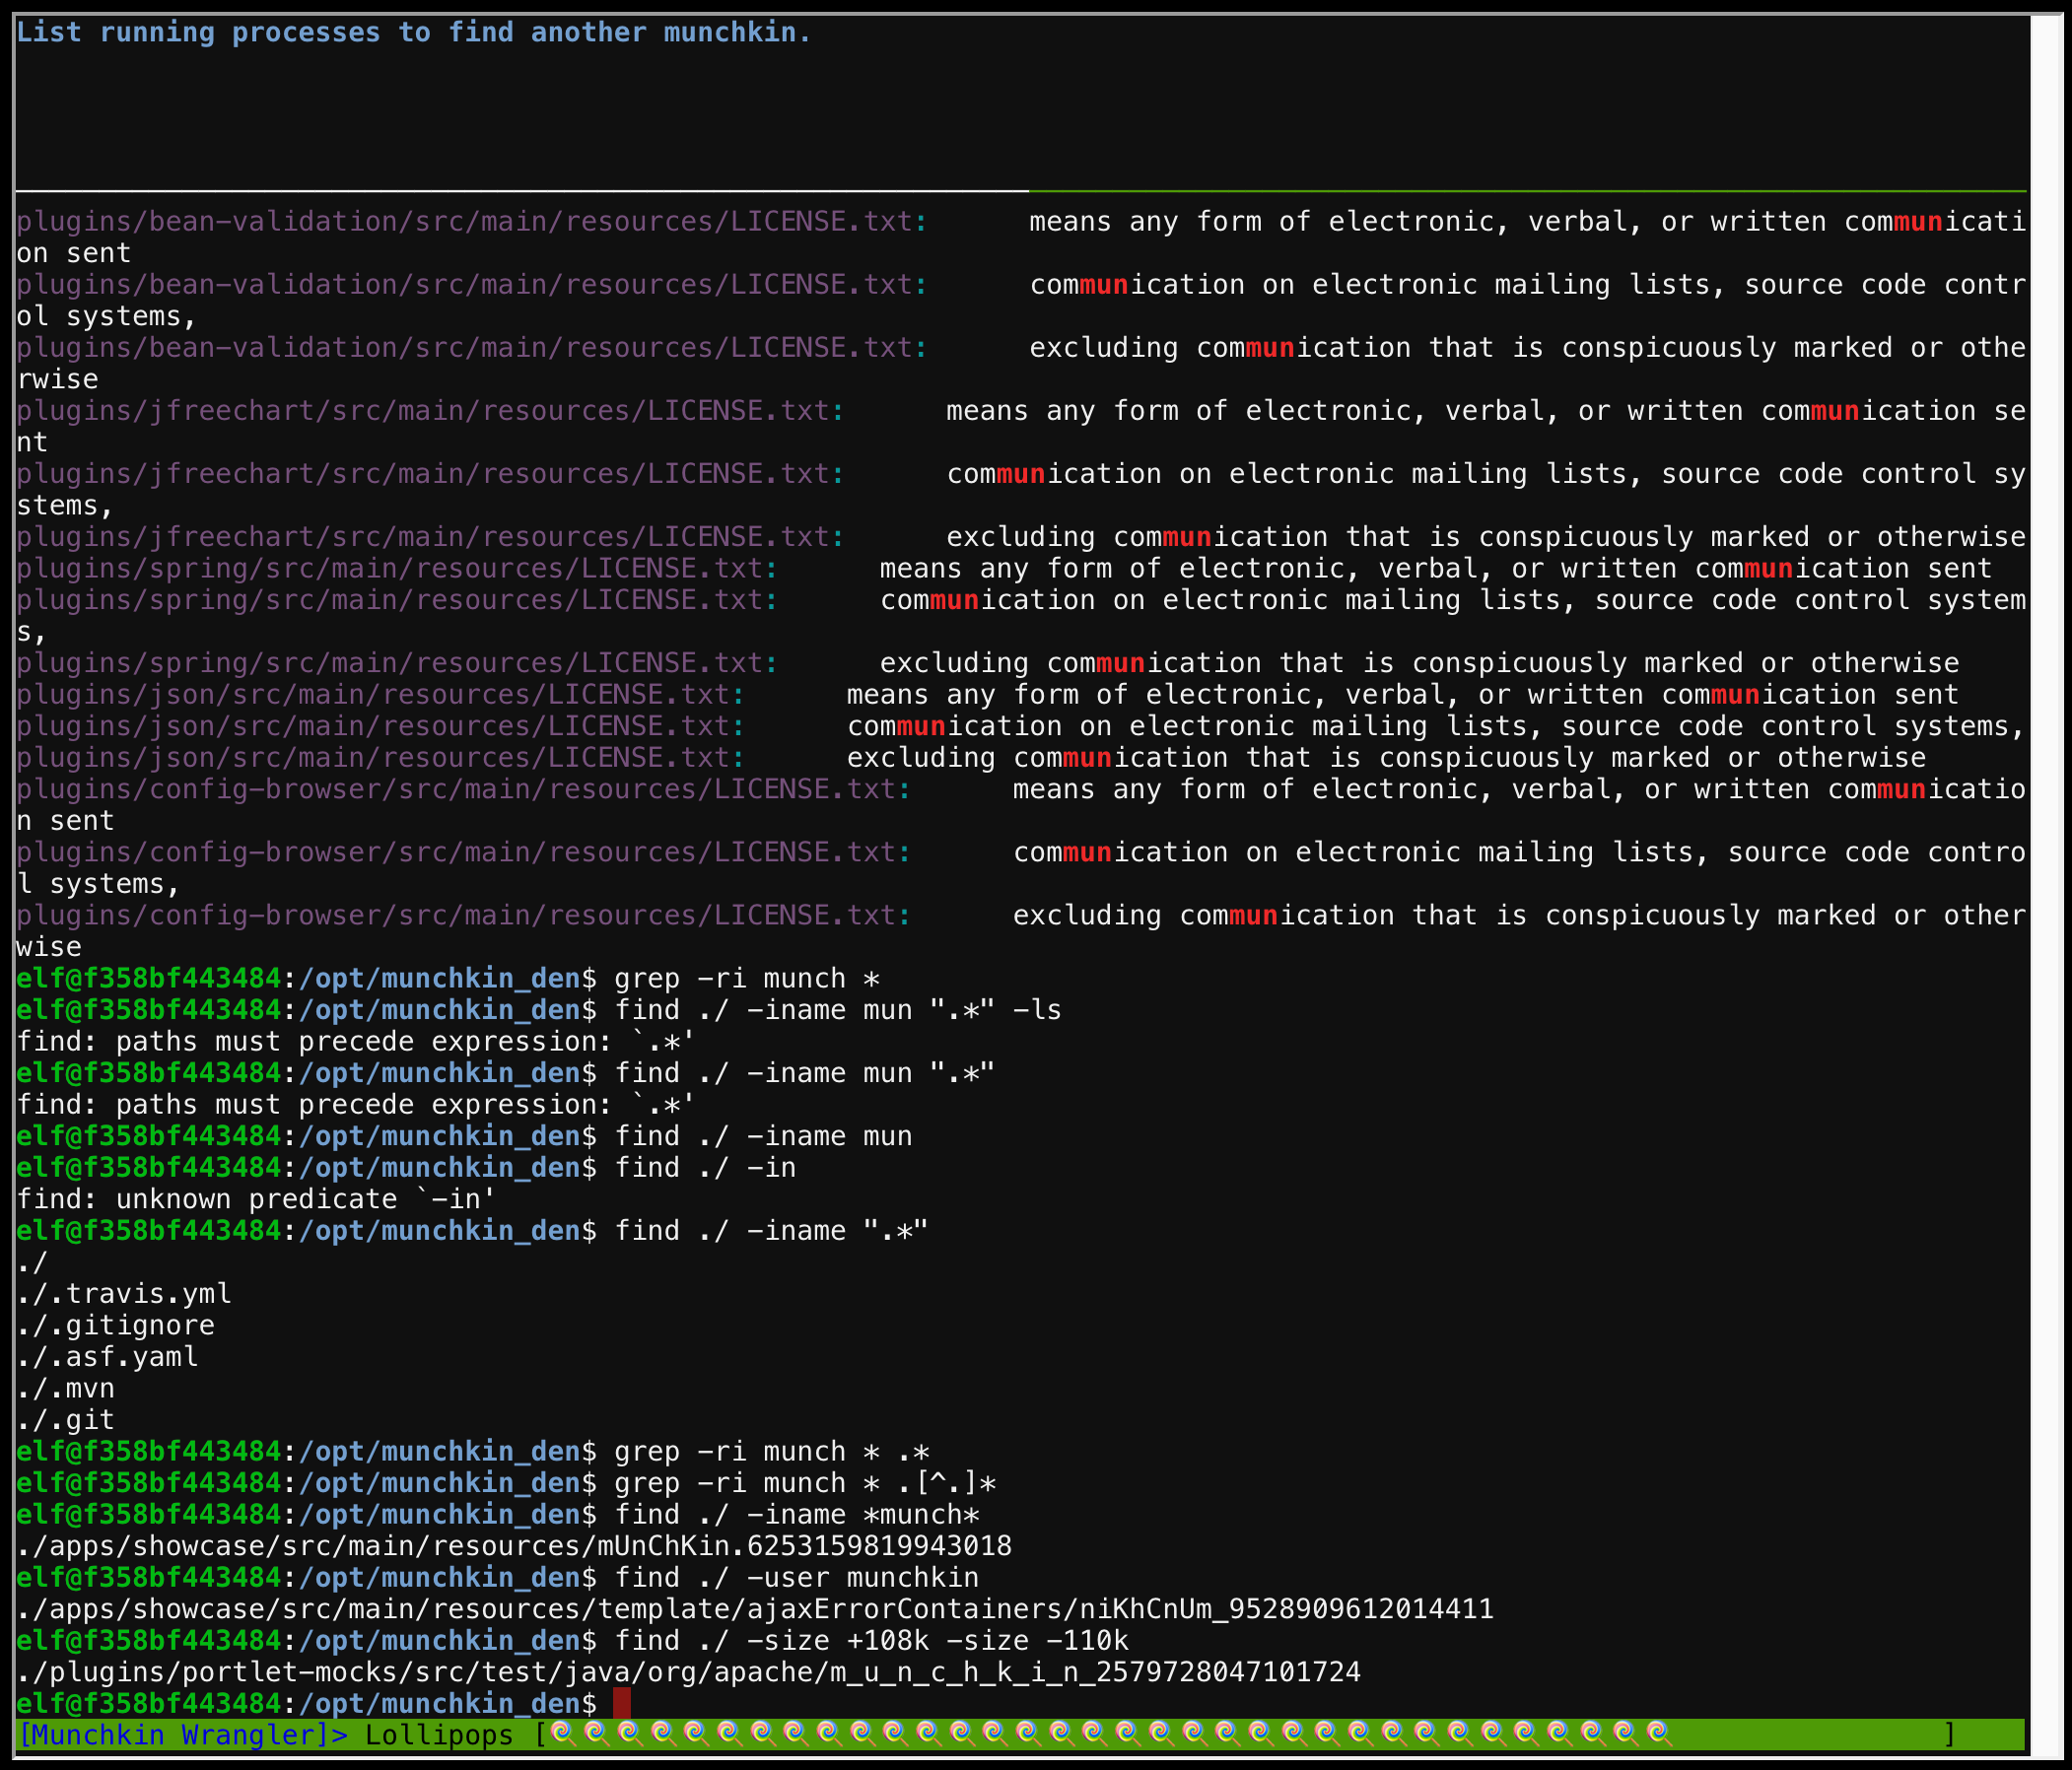 List running processes to find another munchkin.
plugins/bean-validation/src/main/resources/LICENSE.txt:      means any form of electronic, verbal, or written communicati
on sent
plugins/bean-validation/src/main/resources/LICENSE.txt:      communication on electronic mailing lists, source code contr
ol systems,
plugins/bean-validation/src/main/resources/LICENSE.txt:      excluding communication that is conspicuously marked or othe
rwise
plugins/jfreechart/src/main/resources/LICENSE.txt:      means any form of electronic, verbal, or written communication se
nt
plugins/jfreechart/src/main/resources/LICENSE.txt:      communication on electronic mailing lists, source code control sy
stems,
plugins/jfreechart/src/main/resources/LICENSE.txt:      excluding communication that is conspicuously marked or otherwise
plugins/spring/src/main/resources/LICENSE.txt:      means any form of electronic, verbal, or written communication sent
plugins/spring/src/main/resources/LICENSE.txt:      communication on electronic mailing lists, source code control system
s,
plugins/spring/src/main/resources/LICENSE.txt:      excluding communication that is conspicuously marked or otherwise
plugins/json/src/main/resources/LICENSE.txt:      means any form of electronic, verbal, or written communication sent
plugins/json/src/main/resources/LICENSE.txt:      communication on electronic mailing lists, source code control systems,
plugins/json/src/main/resources/LICENSE.txt:      excluding communication that is conspicuously marked or otherwise
plugins/config-browser/src/main/resources/LICENSE.txt:      means any form of electronic, verbal, or written communicatio
n sent
plugins/config-browser/src/main/resources/LICENSE.txt:      communication on electronic mailing lists, source code contro
l systems,
plugins/config-browser/src/main/resources/LICENSE.txt:      excluding communication that is conspicuously marked or other
wise
elf@f358bf443484:/opt/munchkin_den$ grep -ri munch *
elf@f358bf443484:/opt/munchkin_den$ find ./ -iname mun ".*" -ls
find: paths must precede expression: `.*'
elf@f358bf443484:/opt/munchkin_den$ find ./ -iname mun ".*"
find: paths must precede expression: `.*'
elf@f358bf443484:/opt/munchkin_den$ find ./ -iname mun
elf@f358bf443484:/opt/munchkin_den$ find ./ -in
find: unknown predicate `-in'
elf@f358bf443484:/opt/munchkin_den$ find ./ -iname ".*"
./
./.travis.yml
./.gitignore
./.asf.yaml
./.mvn
./.git
elf@f358bf443484:/opt/munchkin_den$ grep -ri munch * .*
elf@f358bf443484:/opt/munchkin_den$ grep -ri munch * .[^.]*
elf@f358bf443484:/opt/munchkin_den$ find ./ -iname *munch*
./apps/showcase/src/main/resources/mUnChKin.6253159819943018
elf@f358bf443484:/opt/munchkin_den$ find ./ -user munchkin
./apps/showcase/src/main/resources/template/ajaxErrorContainers/niKhCnUm_9528909612014411
elf@f358bf443484:/opt/munchkin_den$ find ./ -size +108k -size -110k
./plugins/portlet-mocks/src/test/java/org/apache/m_u_n_c_h_k_i_n_2579728047101724
elf@f358bf443484:/opt/munchkin_den$
[Munchkin Wrangler]> Lollipops [🍭🍭🍭🍭🍭🍭🍭🍭🍭🍭🍭🍭🍭🍭🍭🍭🍭🍭🍭🍭🍭🍭🍭🍭🍭🍭🍭🍭🍭🍭🍭🍭🍭🍭                ]